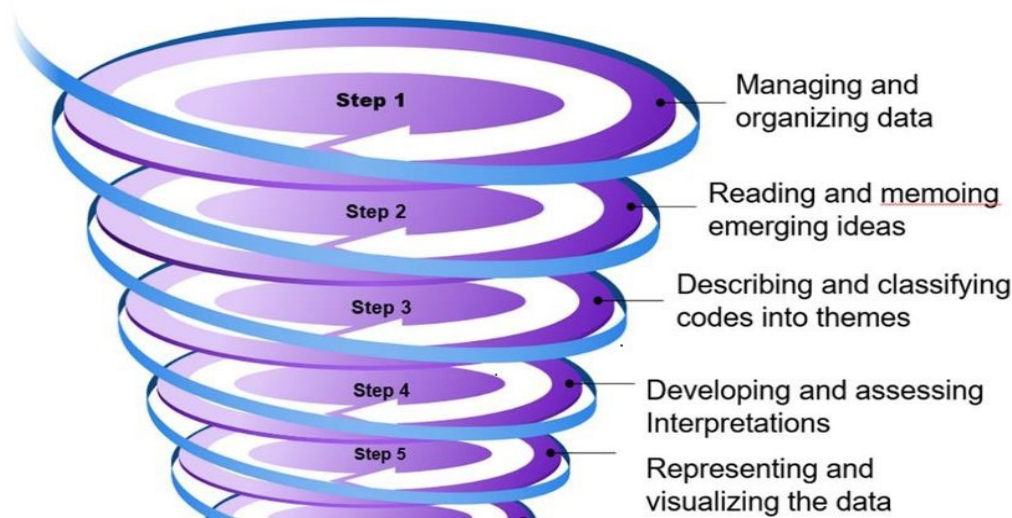 Step 1
Managing and
organizing data
Step 2
Reading and memoing
emerging ideas
Step 3
Describing and classifying
codes into themes
Step 4
Developing and assessing
Interpretations
Step 5
Representing and
visualizing the data